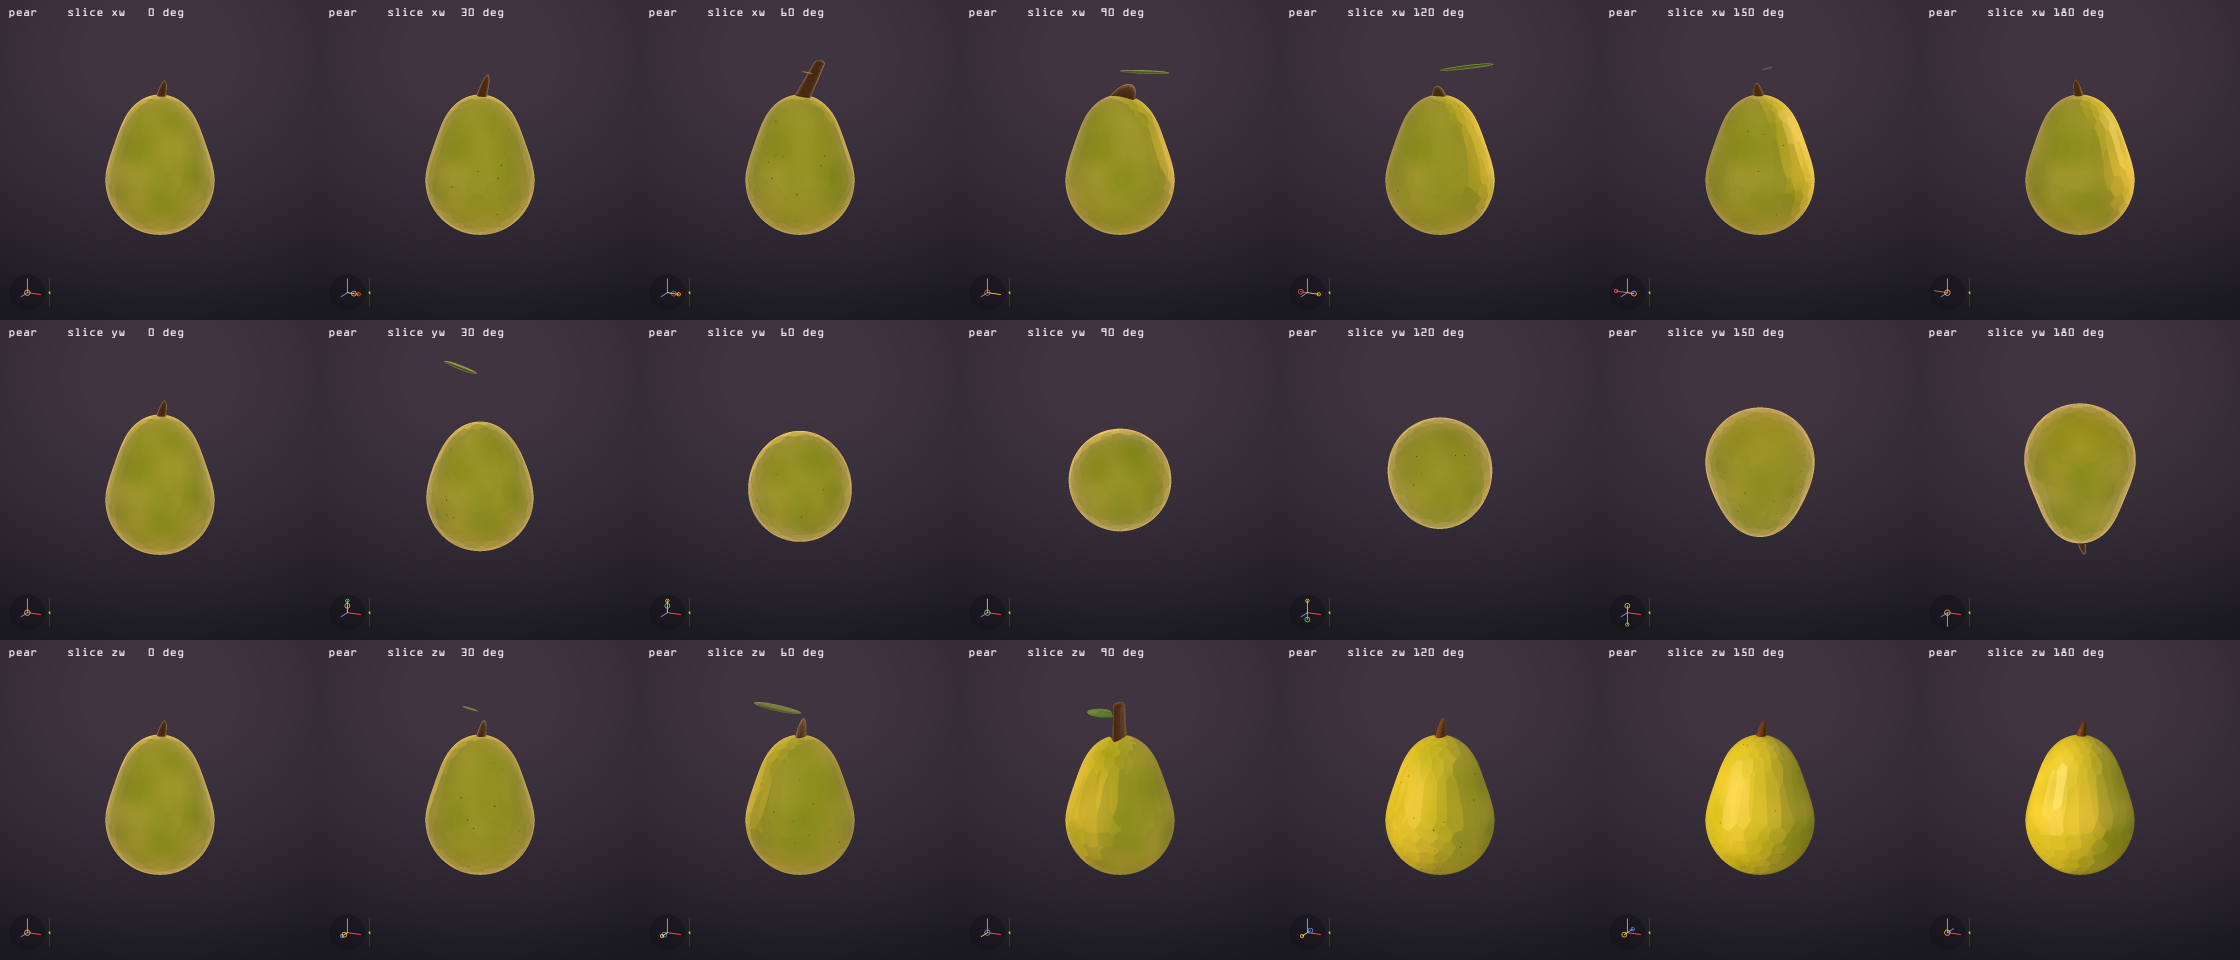 pear    slice xw   0 deg
pear    slice xw  30 deg
pear    slice xw  60 deg
pear    slice xw  90 deg
pear    slice xw 120 deg
pear    slice xw 150 deg
pear    slice xw 180 deg
pear    slice yw   0 deg
pear    slice yw  30 deg
pear    slice yw  60 deg
pear    slice yw  90 deg
pear    slice yw 120 deg
pear    slice yw 150 deg
pear    slice yw 180 deg
pear    slice zw   0 deg
pear    slice zw  30 deg
pear    slice zw  60 deg
pear    slice zw  90 deg
pear    slice zw 120 deg
pear    slice zw 150 deg
pear    slice zw 180 deg